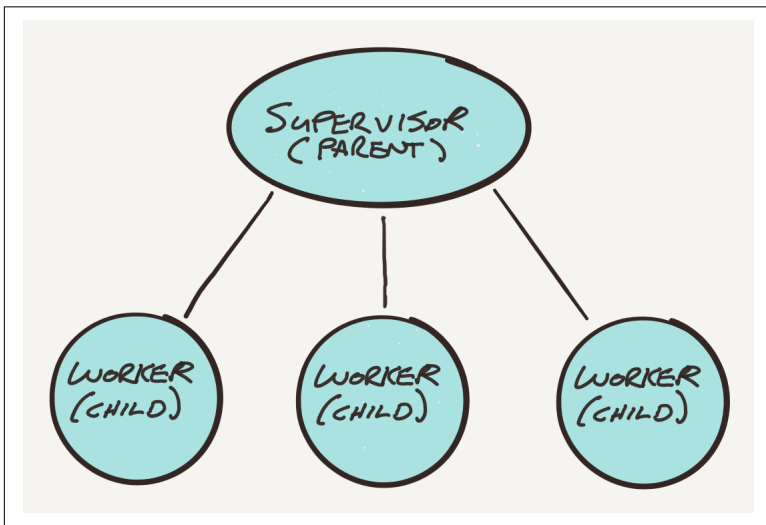 SUPERVISOR
(PARENT)
WORKER
(CHILD)
WORKER
(CHILD)
WORKER
(CHILD)